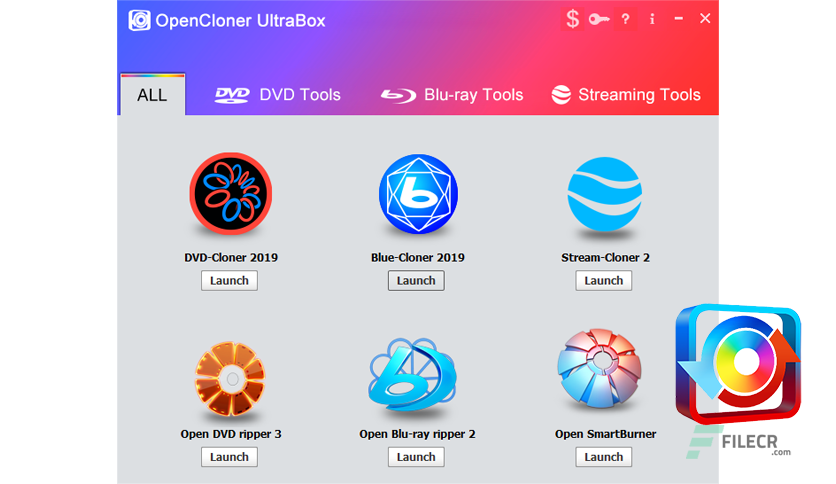 OpenCloner UltraBox
$ ? i
ALL
DVD DVD Tools
Blu-ray Tools
Streaming Tools
DVD-Cloner 2019
Blue-Cloner 2019
Stream-Cloner 2
Launch
Launch
Launch
Open DVD ripper 3
Open Blu-ray ripper 2
Open SmartBurner
Launch
Launch
Launch
FILECR
.com